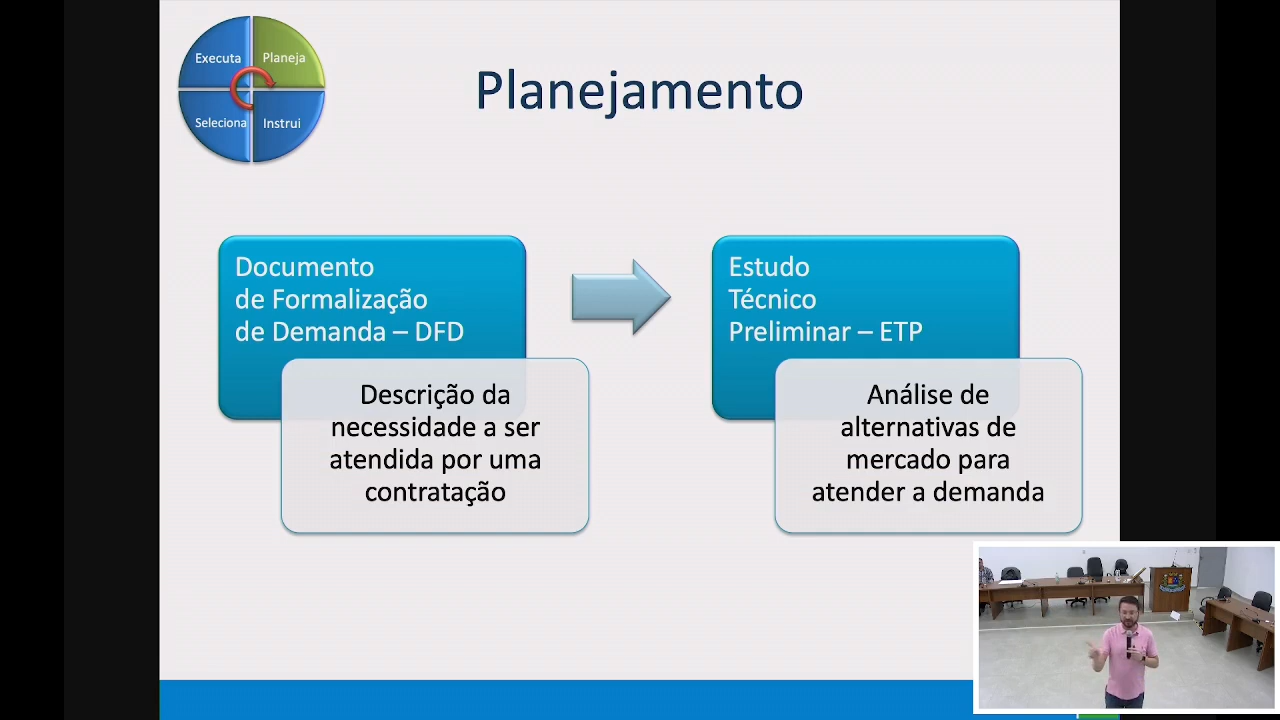 Executa
Planeja
Seleciona
Instrui
Planejamento
Documento
de Formalização
de Demanda – DFD
Descrição da
necessidade a ser
atendida por uma
contratação
Estudo
Técnico
Preliminar – ETP
Análise de
alternativas de
mercado para
atender a demanda